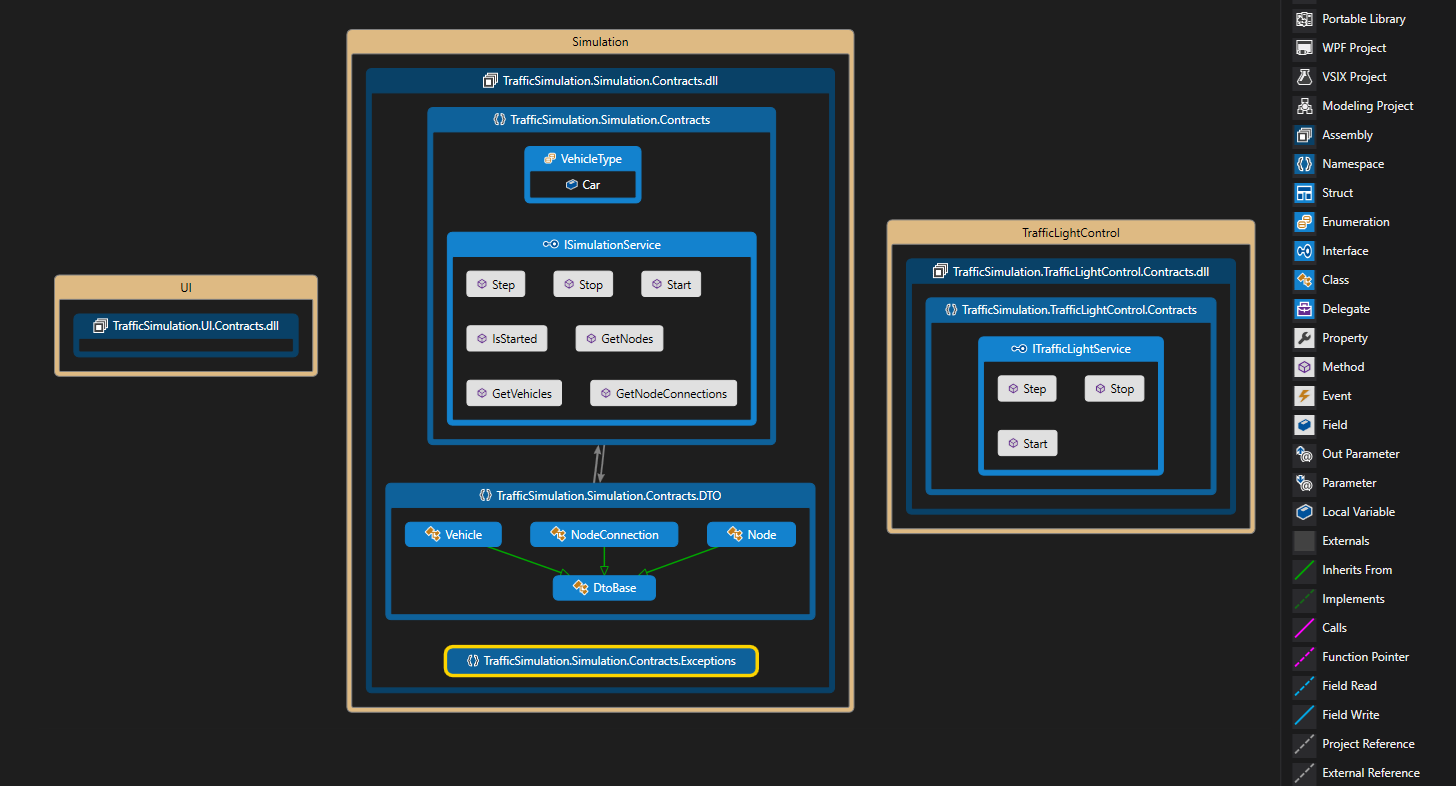 UI
TrafficSimulation.UI.Contracts.dll
Simulation
TrafficSimulation.Simulation.Contracts.dll
TrafficSimulation.Simulation.Contracts
VehicleType
Car
ISimulationService
Step
Stop
Start
IsStarted
GetNodes
GetVehicles
GetNodeConnections
TrafficSimulation.Simulation.Contracts.DTO
Vehicle
NodeConnection
Node
DtoBase
TrafficSimulation.Simulation.Contracts.Exceptions
TrafficLightControl
TrafficSimulation.TrafficLightControl.Contracts.dll
TrafficSimulation.TrafficLightControl.Contracts
ITrafficLightService
Step
Stop
Start
Portable Library
WPF Project
VSIX Project
Modeling Project
Assembly
Namespace
Struct
Enumeration
Interface
Class
Delegate
Property
Method
Event
Field
Out Parameter
Parameter
Local Variable
Externals
Inherits From
Implements
Calls
Function Pointer
Field Read
Field Write
Project Reference
External Reference